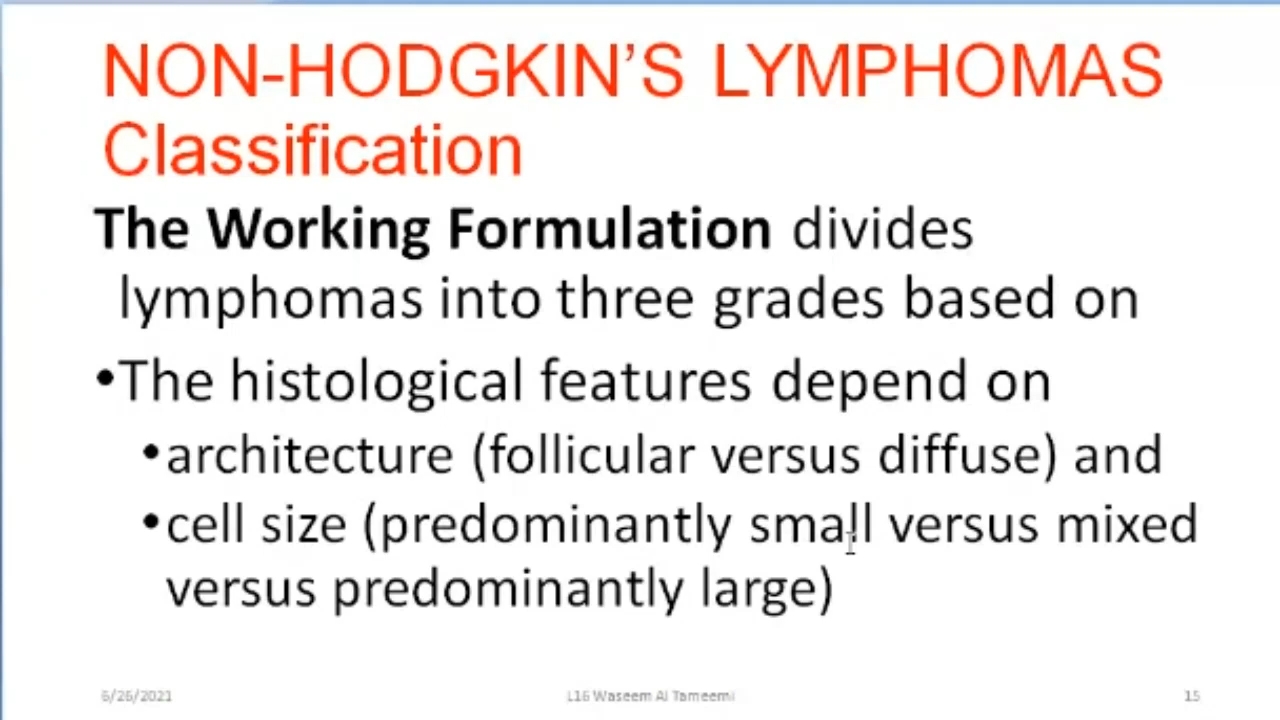 NON-HODGKIN’S LYMPHOMAS
Classification
The Working Formulation divides
lymphomas into three grades based on
•The histological features depend on
•architecture (follicular versus diffuse) and
•cell size (predominantly small versus mixed
versus predominantly large)
6/26/2021 L16 Waseem Al Tameemi 15